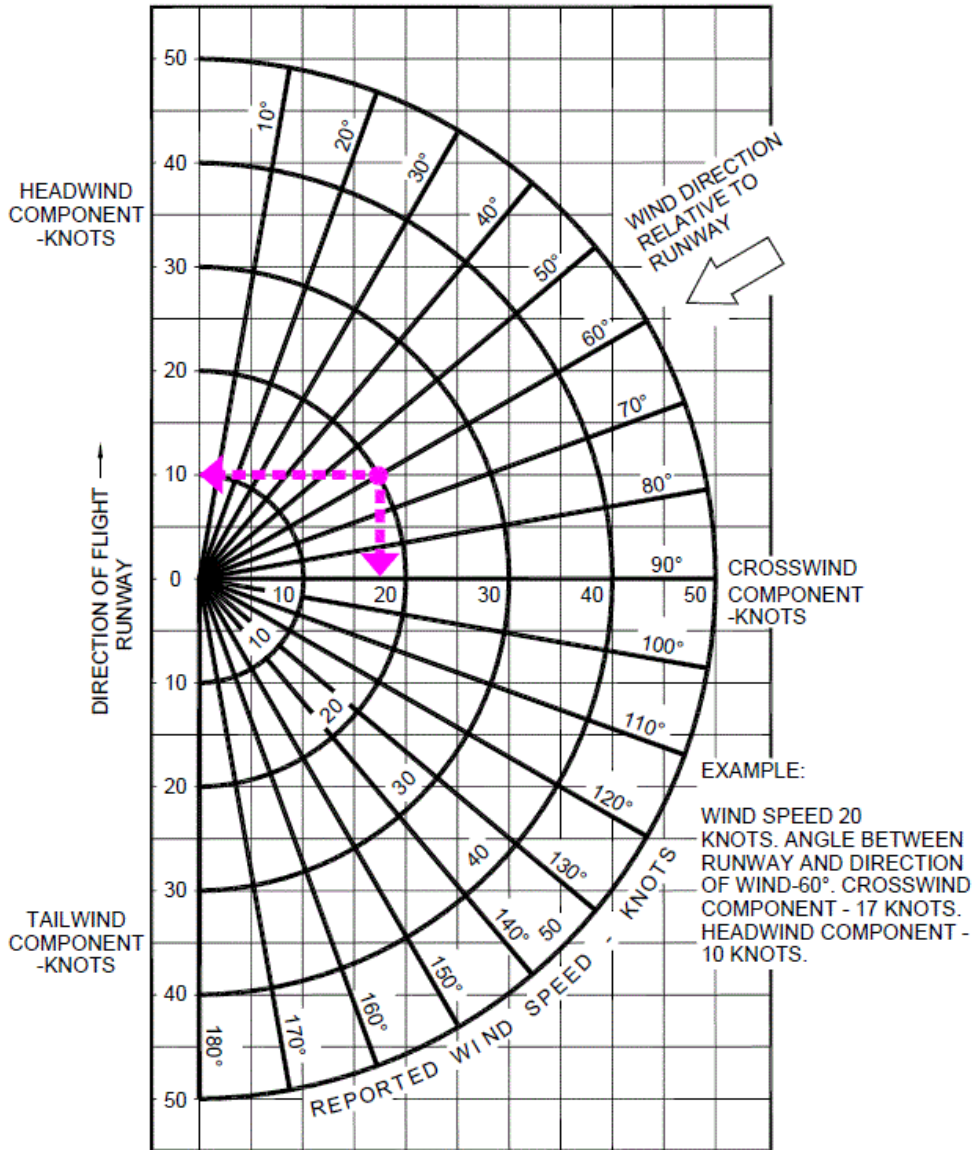 50
10°
20°
30°
40°
HEADWIND
COMPONENT
-KNOTS
40°
WIND DIRECTION
RELATIVE TO
RUNWAY
30
50°
60°
20
70°
10
80°
DIRECTION OF FLIGHT →
RUNWAY
0
10
20
30
40
50
90°
CROSSWIND
COMPONENT
-KNOTS
10
100°
10
20
110°
20
30
120°
EXAMPLE:
WIND SPEED 20
KNOTS. ANGLE BETWEEN
RUNWAY AND DIRECTION
OF WIND-60°. CROSSWIND
COMPONENT - 17 KNOTS.
HEADWIND COMPONENT -
10 KNOTS.
40
130°
30
TAILWIND
COMPONENT
-KNOTS
140°
50
150°
40
160°
170°
180°
REPORTED WIND SPEED - KNOTS
50